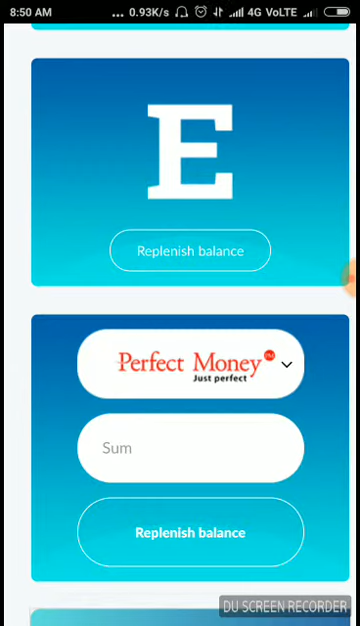 8:50 AM ... 0.93K/s 4G VoLTE
E
Replenish balance
Perfect Money TM
Just perfect
Sum
Replenish balance
DU SCREEN RECORDER